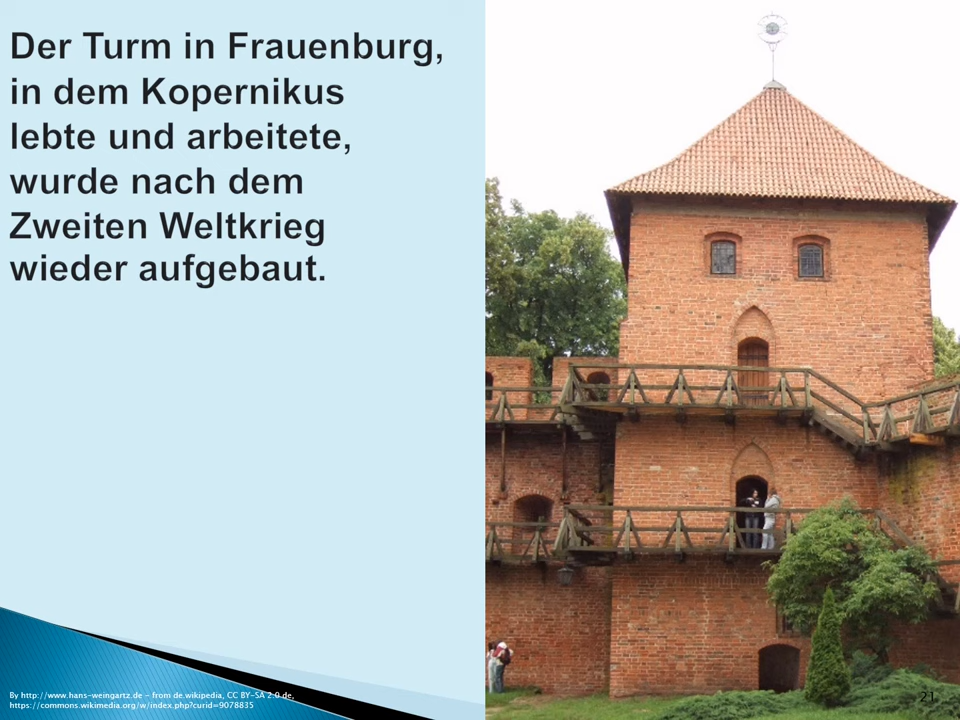 Der Turm in Frauenburg,
in dem Kopernikus
lebte und arbeitete,
wurde nach dem
Zweiten Weltkrieg
wieder aufgebaut.
By http://www.hans-weingartz.de - from de.wikipedia, CC BY-SA 2.0 de,
https://commons.wikimedia.org/w/index.php?curid=9078835
21